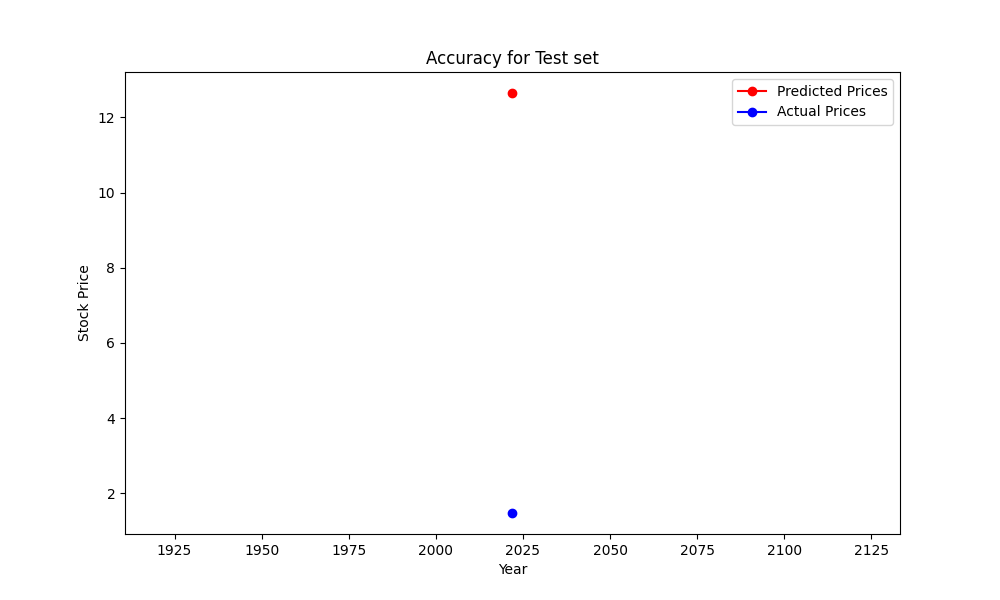 Accuracy for Test set
Predicted Prices
Actual Prices
12
10
8
6
4
2
Stock Price
1925 1950 1975 2000 2025 2050 2075 2100 2125
Year